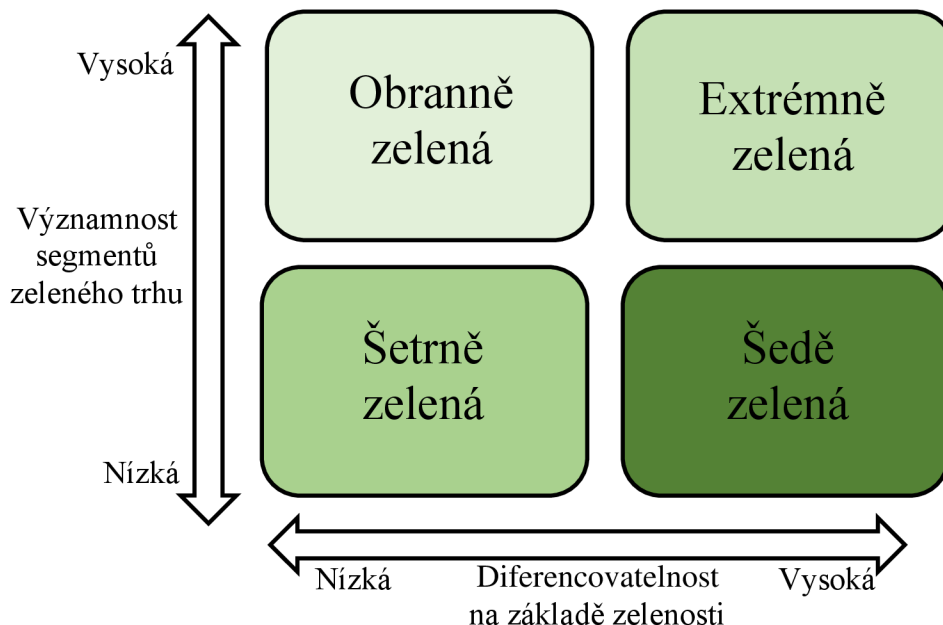 Vysoká
Obranně
zelená
Extrémně
zelená
Významnost
segmentů
zeleného trhu
Šetrně
zelená
Šedě
zelená
Nízká
Nízká
Diferencovatelnost
na základě zelenosti
Vysoká